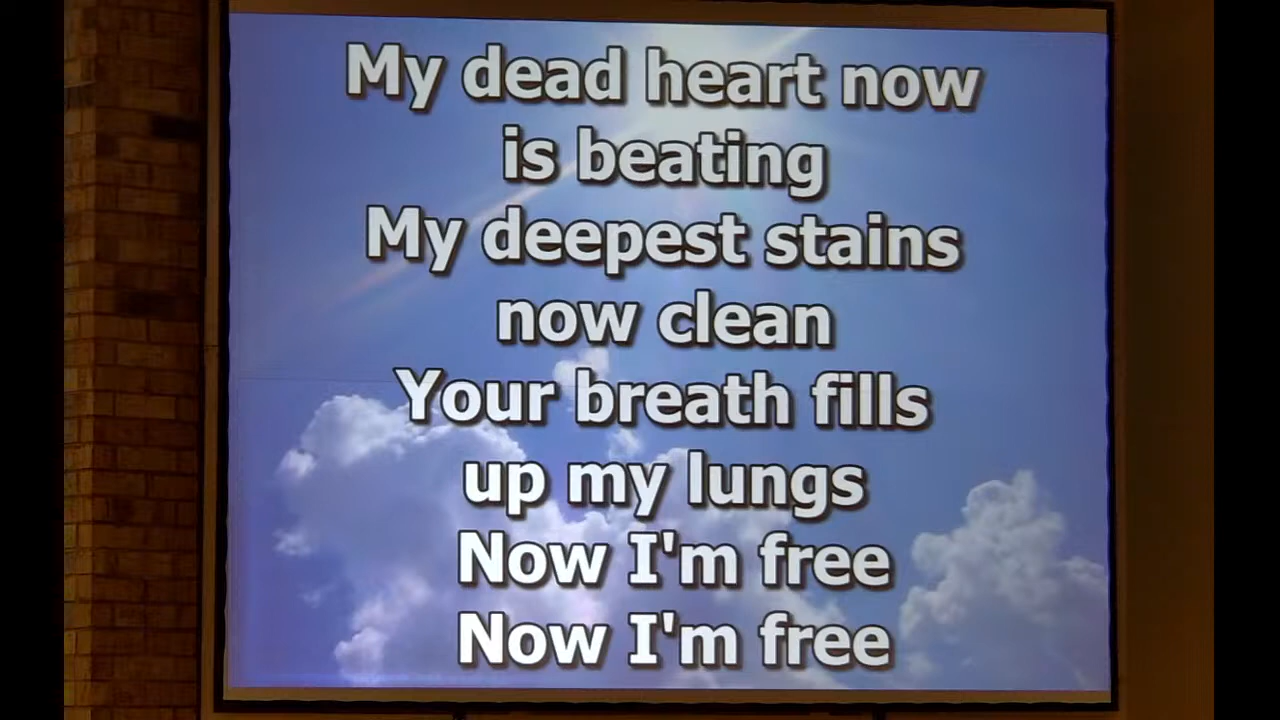 My dead heart now
is beating
My deepest stains
now clean
Your breath fills
up my lungs
Now I'm free
Now I'm free